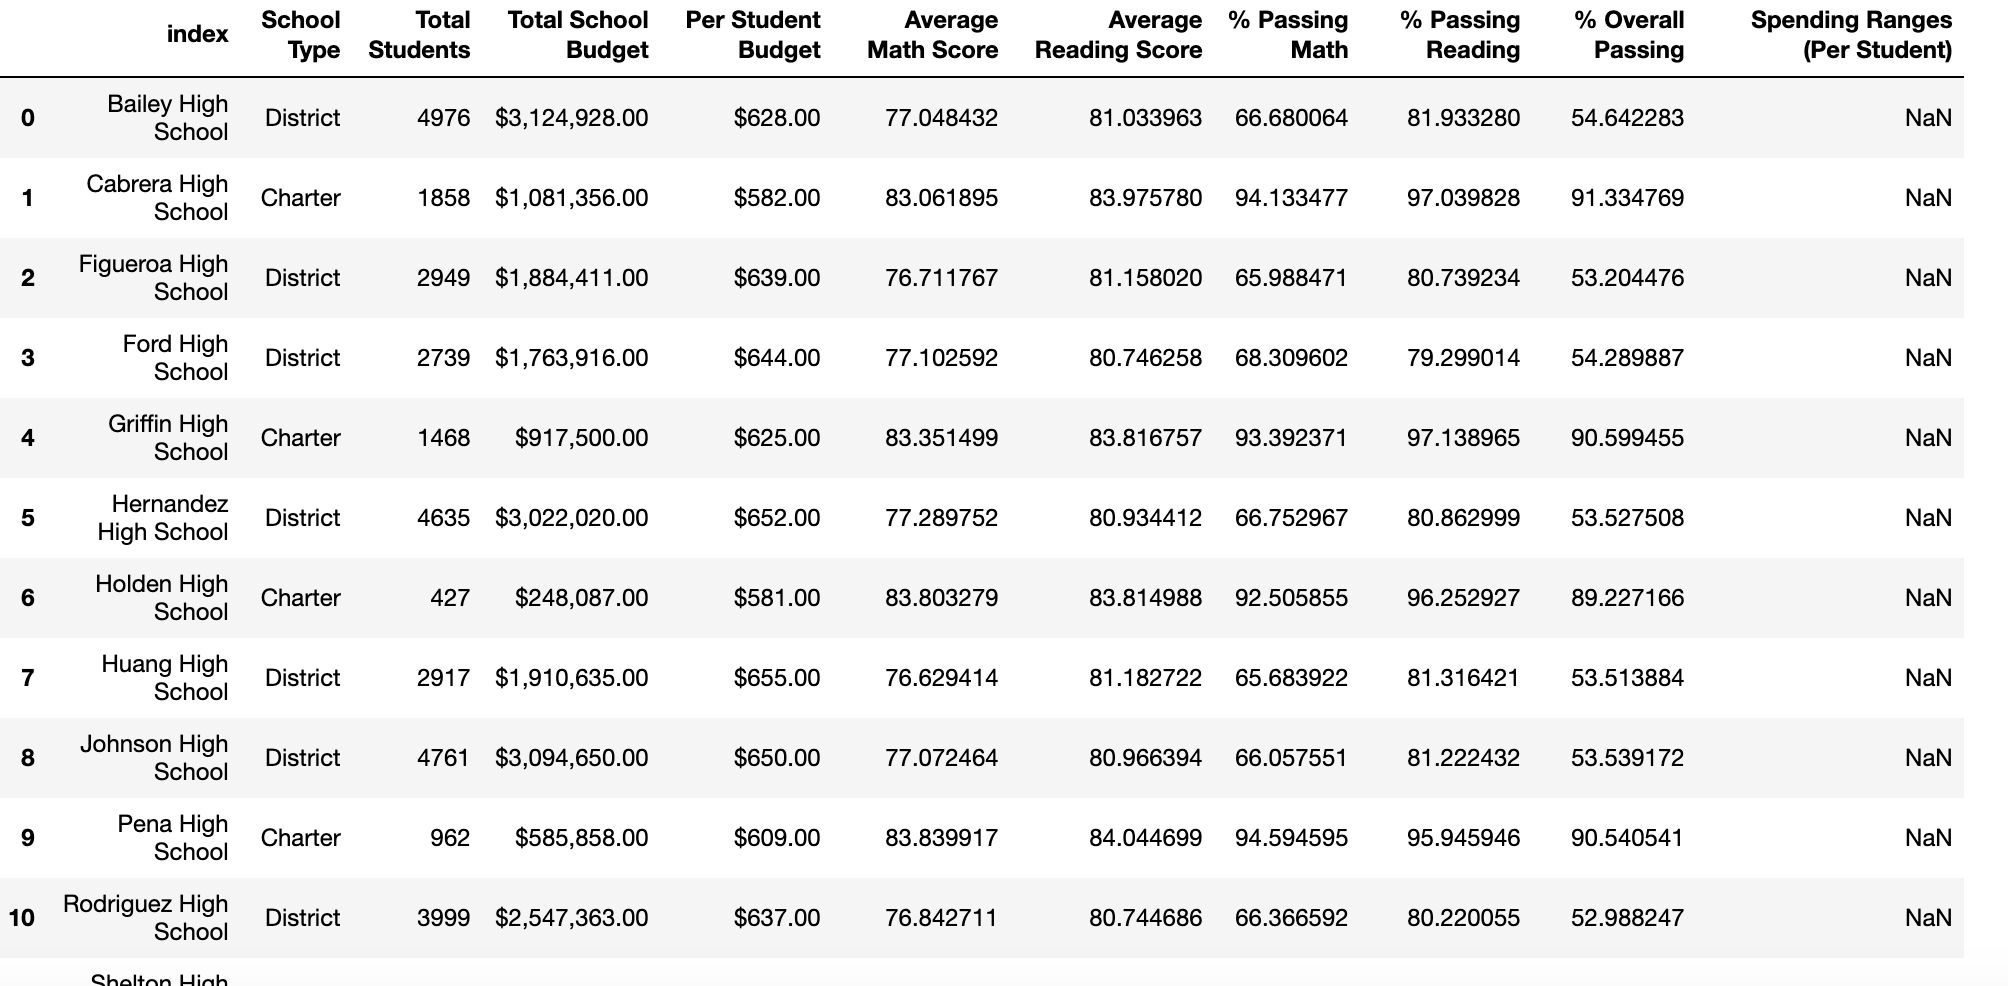 index School Type Total Students Total School Budget Per Student Budget Average Math Score Average Reading Score % Passing Math % Passing Reading % Overall Passing Spending Ranges (Per Student)
0 Bailey High School District 4976 $3,124,928.00 $628.00 77.048432 81.033963 66.680064 81.933280 54.642283 NaN
1 Cabrera High School Charter 1858 $1,081,356.00 $582.00 83.061895 83.975780 94.133477 97.039828 91.334769 NaN
2 Figueroa High School District 2949 $1,884,411.00 $639.00 76.711767 81.158020 65.988471 80.739234 53.204476 NaN
3 Ford High School District 2739 $1,763,916.00 $644.00 77.102592 80.746258 68.309602 79.299014 54.289887 NaN
4 Griffin High School Charter 1468 $917,500.00 $625.00 83.351499 83.816757 93.392371 97.138965 90.599455 NaN
5 Hernandez High School District 4635 $3,022,020.00 $652.00 77.289752 80.934412 66.752967 80.862999 53.527508 NaN
6 Holden High School Charter 427 $248,087.00 $581.00 83.803279 83.814988 92.505855 96.252927 89.227166 NaN
7 Huang High School District 2917 $1,910,635.00 $655.00 76.629414 81.182722 65.683922 81.316421 53.513884 NaN
8 Johnson High School District 4761 $3,094,650.00 $650.00 77.072464 80.966394 66.057551 81.222432 53.539172 NaN
9 Pena High School Charter 962 $585,858.00 $609.00 83.839917 84.044699 94.594595 95.945946 90.540541 NaN
10 Rodriguez High School District 3999 $2,547,363.00 $637.00 76.842711 80.744686 66.366592 80.220055 52.988247 NaN
Shelton High